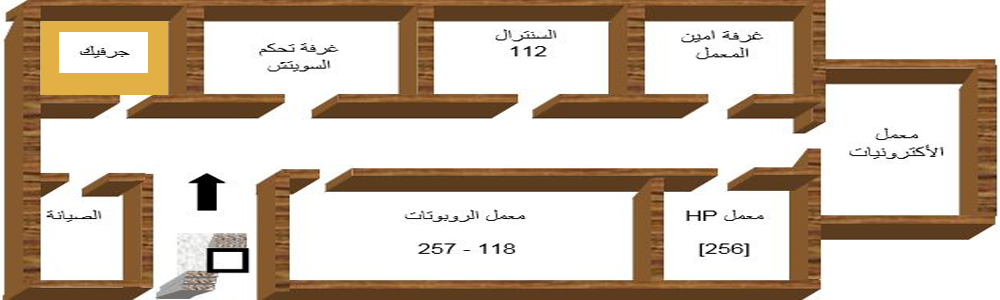 جرفيك
غرفة تحكم
السويتش
السنترال
112
غرفة امين
المعمل
معمل
الأكترونيات
الصيانة
معمل الروبوتات
257 - 118
معمل HP
[256]